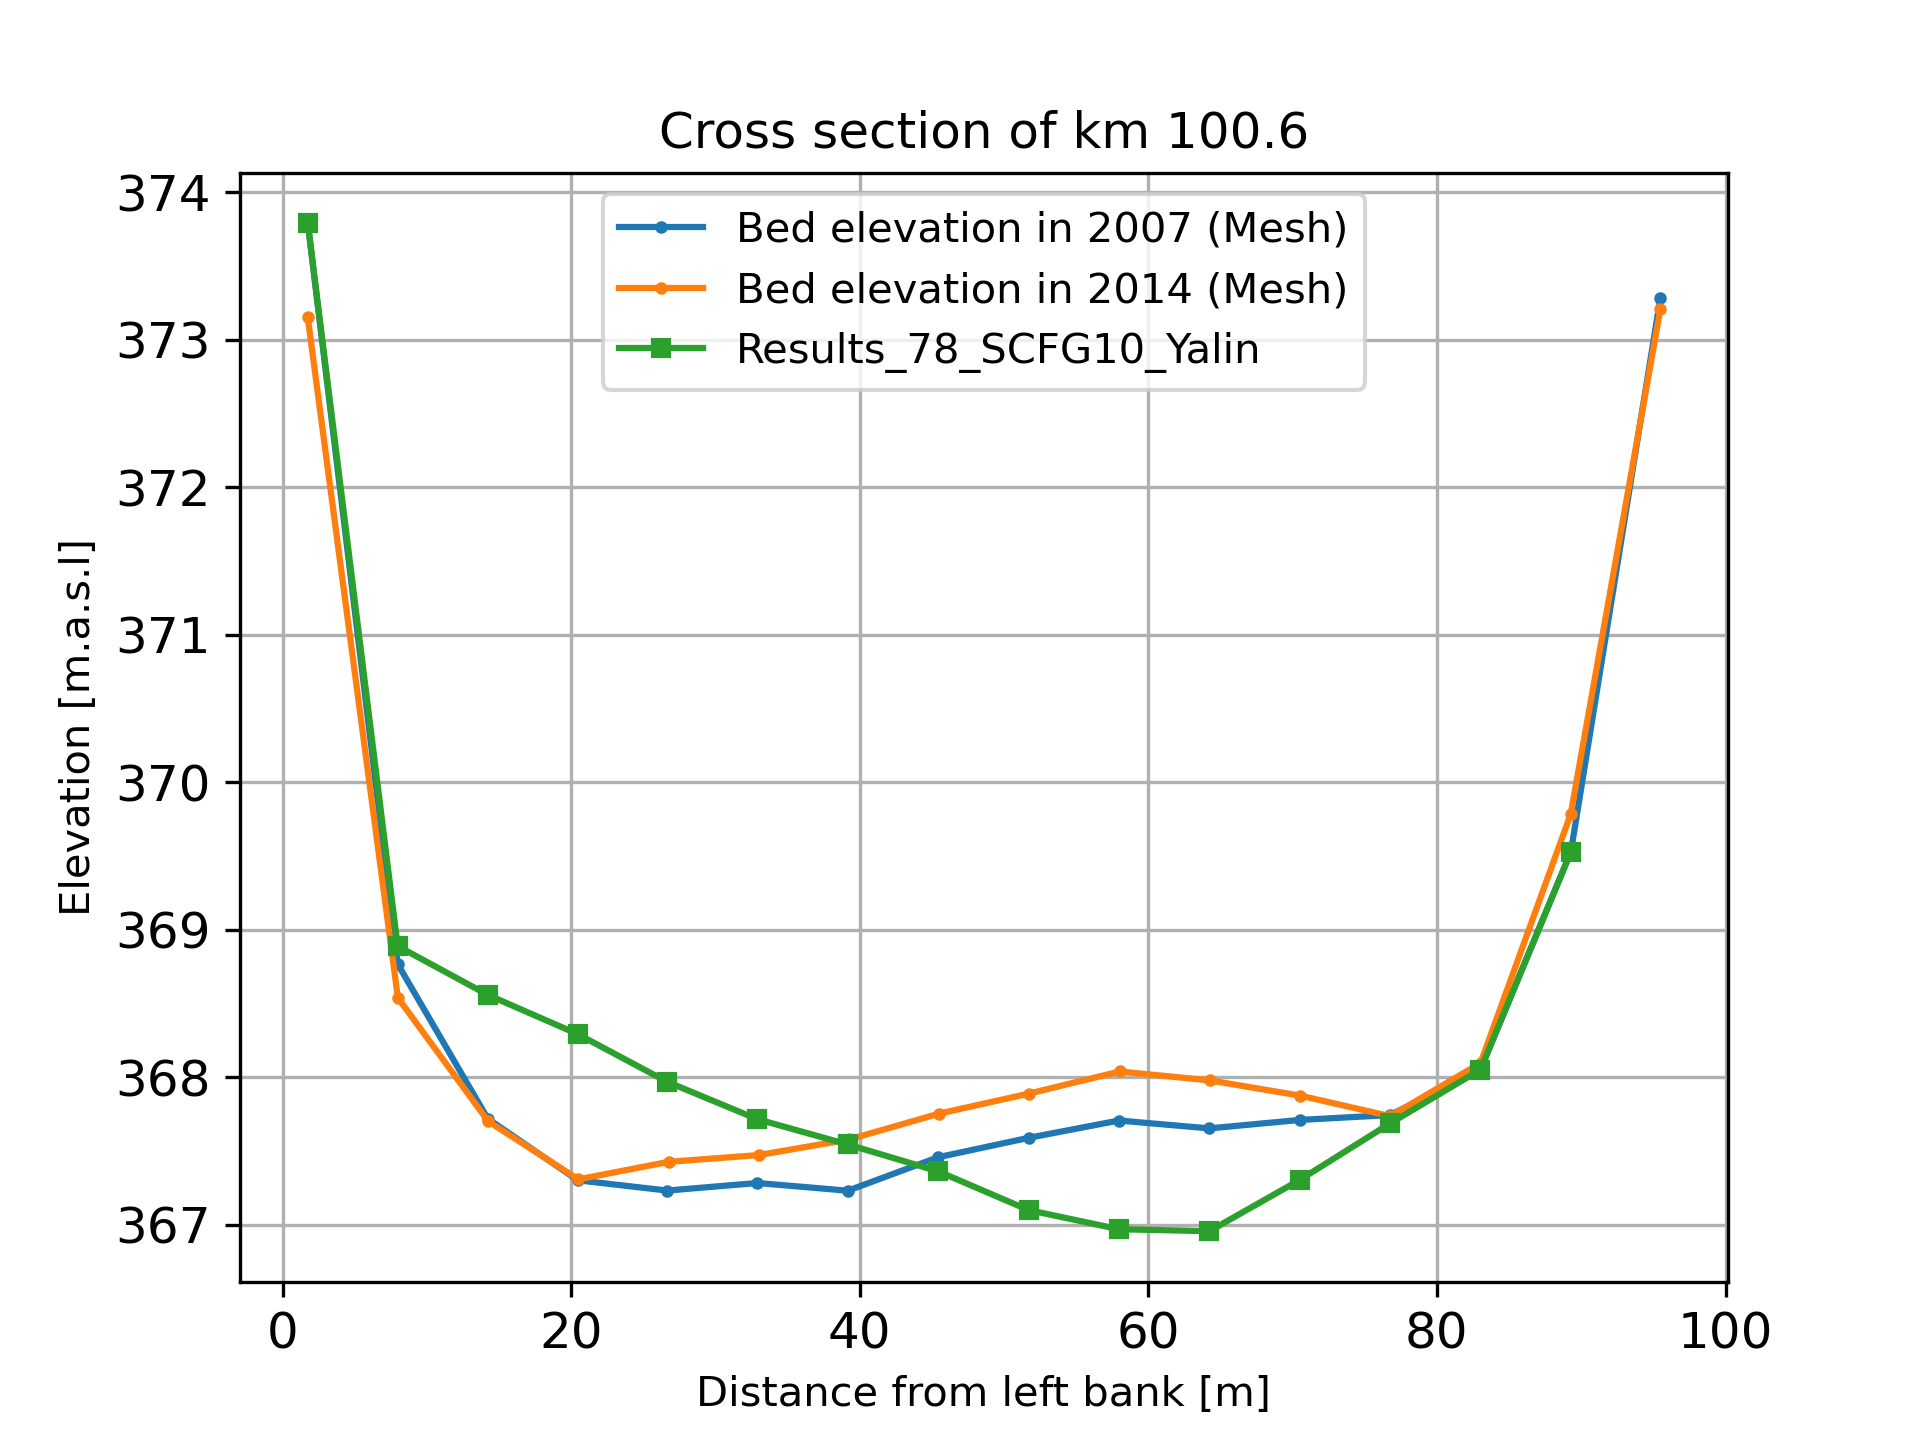 Cross section of km 100.6
Bed elevation in 2007 (Mesh)
Bed elevation in 2014 (Mesh)
Results_78_SCFG10_Yalin
374
373
372
371
370
369
368
367
Elevation [m.a.s.l]
0 20 40 60 80 100
Distance from left bank [m]